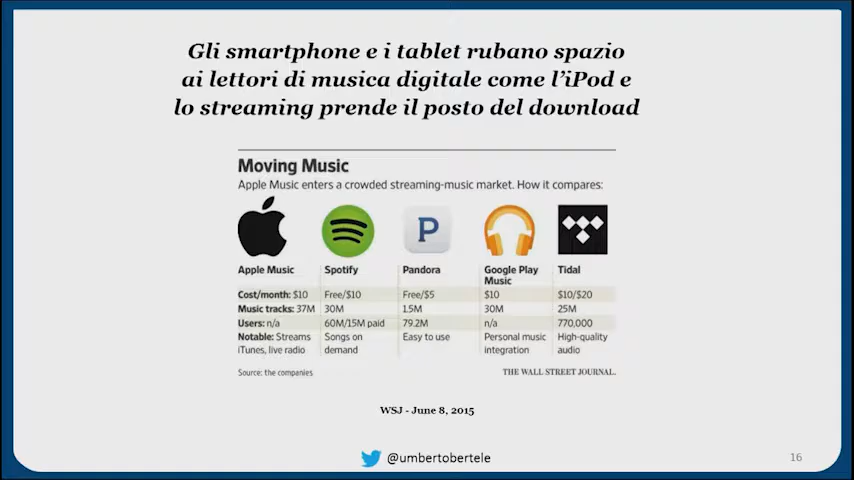 Gli smartphone e i tablet rubano spazio
ai lettori di musica digitale come l'iPod e
lo streaming prende il posto del download
Moving Music
Apple Music enters a crowded streaming-music market. How it compares:
P
Apple Music Spotify Pandora Google Play Music Tidal
Cost/month: $10 Free/$10 Free/$5 $10 $10/$20
Music tracks: 37M 30M 1.5M 30M 25M
Users: n/a 60M/15M paid 79.2M n/a 770,000
Notable: Streams Songs on Easy to use Personal music High-quality
iTunes, live radio demand integration audio
Source: the companies THE WALL STREET JOURNAL.
WSJ - June 8, 2015
@umbertobertele
16